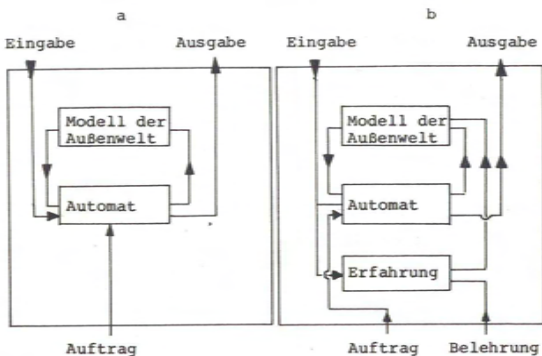 a
Eingabe
Ausgabe
Modell der
Außenwelt
Automat
Auftrag
b
Eingabe
Ausgabe
Modell der
Außenwelt
Automat
Erfahrung
Auftrag
Belehrung